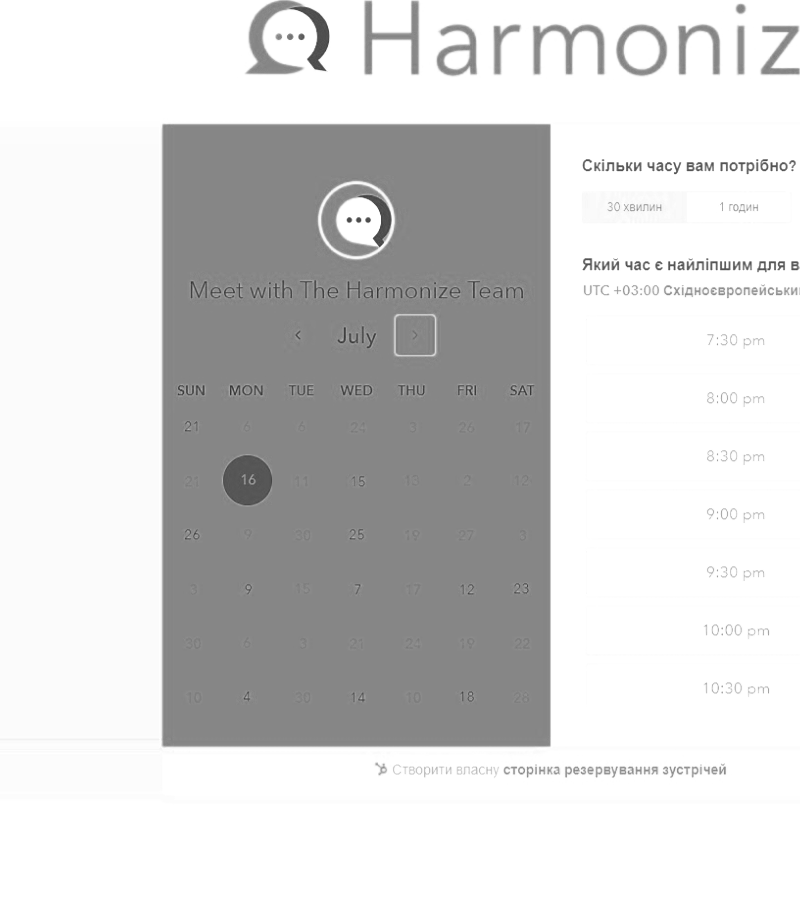 Harmoniz
Meet with The Harmonize Team
July
SUN MON TUE WED THU FRI SAT
21 6 6 24 3 26 17
21 16 11 15 13 2 12
26 9 30 25 19 27 3
3 9 15 7 17 12 23
30 6 3 21 24 19 22
10 4 30 14 10 18 26
Скільки часу вам потрібно?
30 хвилин 1 годин
Який час є найліпшим для в
UTC +03:00 Східноєвропейськи
7:30 pm
8:00 pm
8:30 pm
9:00 pm
9:30 pm
10:00 pm
10:30 pm
Створити власну сторінка резервування зустрічей